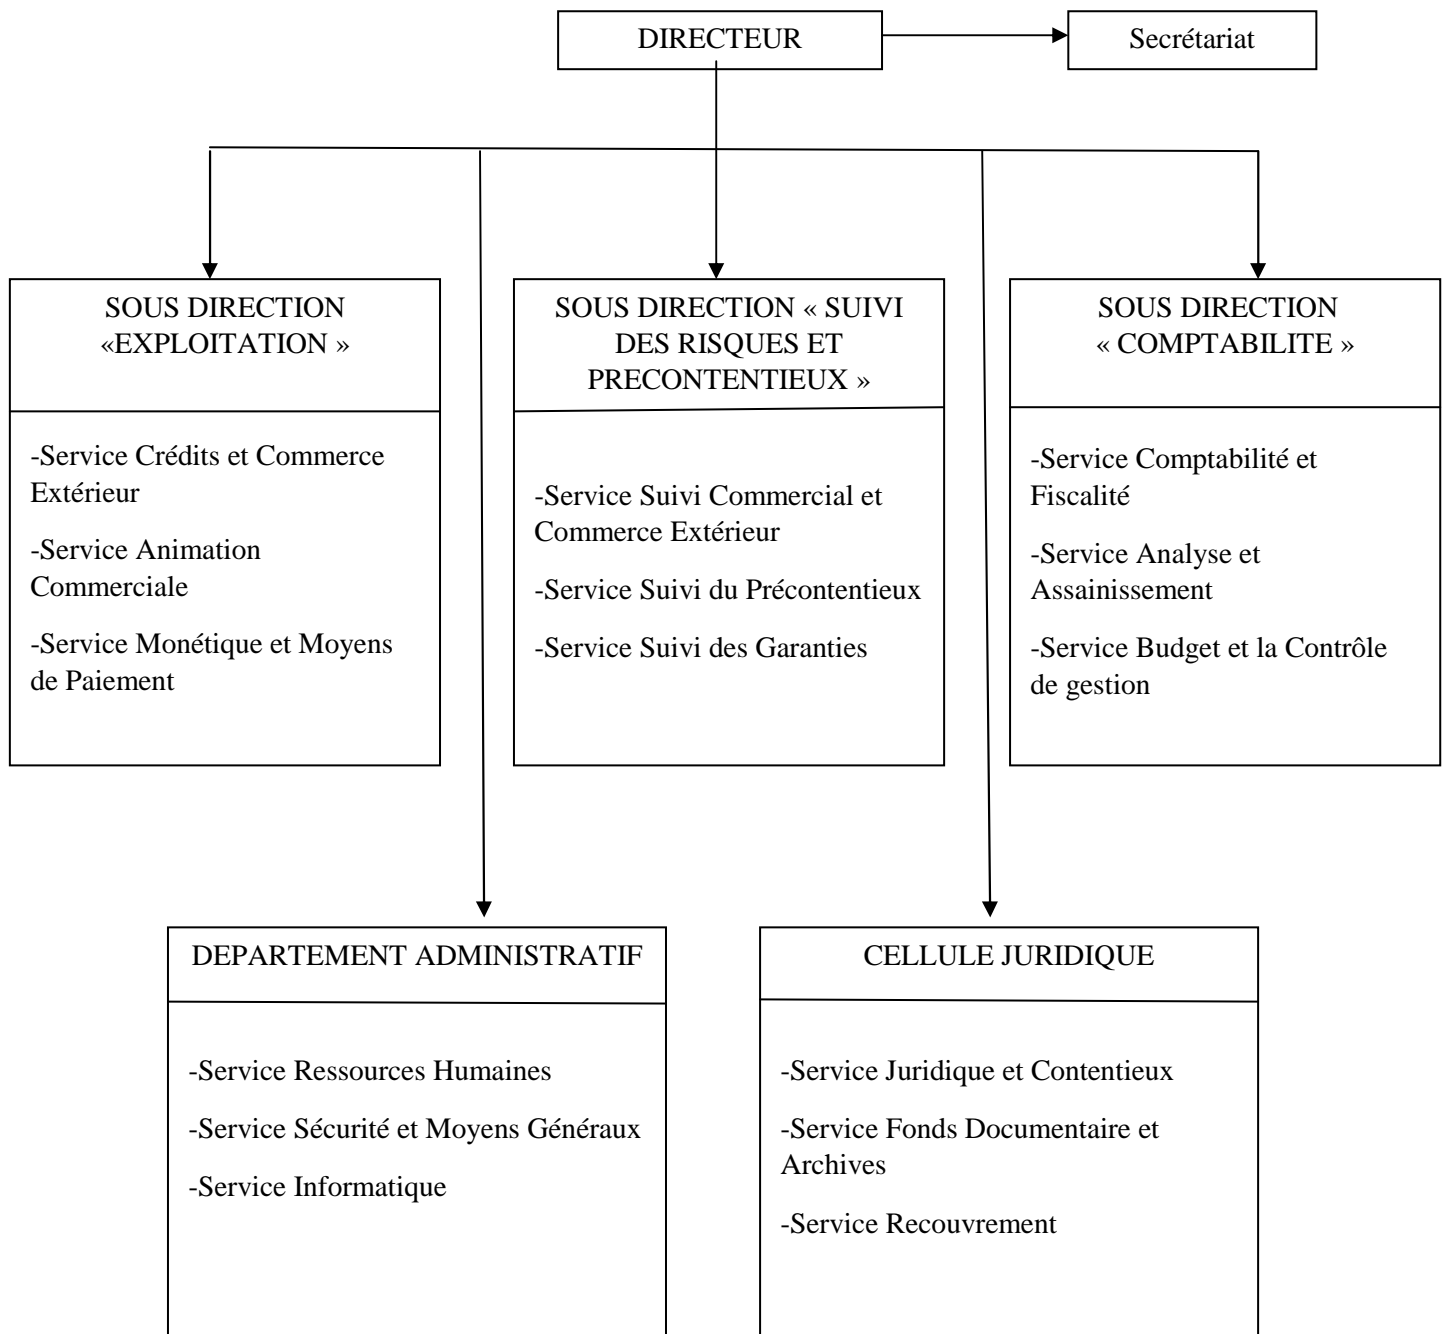 DIRECTEUR
Secrétariat
SOUS DIRECTION
«EXPLOITATION »
-Service Crédits et Commerce
Extérieur
-Service Animation
Commerciale
-Service Monétique et Moyens
de Paiement
SOUS DIRECTION « SUIVI
DES RISQUES ET
PRECONTENTIEUX »
-Service Suivi Commercial et
Commerce Extérieur
-Service Suivi du Précontentieux
-Service Suivi des Garanties
SOUS DIRECTION
« COMPTABILITE »
-Service Comptabilité et
Fiscalité
-Service Analyse et
Assainissement
-Service Budget et la Contrôle
de gestion
DEPARTEMENT ADMINISTRATIF
-Service Ressources Humaines
-Service Sécurité et Moyens Généraux
-Service Informatique
CELLULE JURIDIQUE
-Service Juridique et Contentieux
-Service Fonds Documentaire et
Archives
-Service Recouvrement